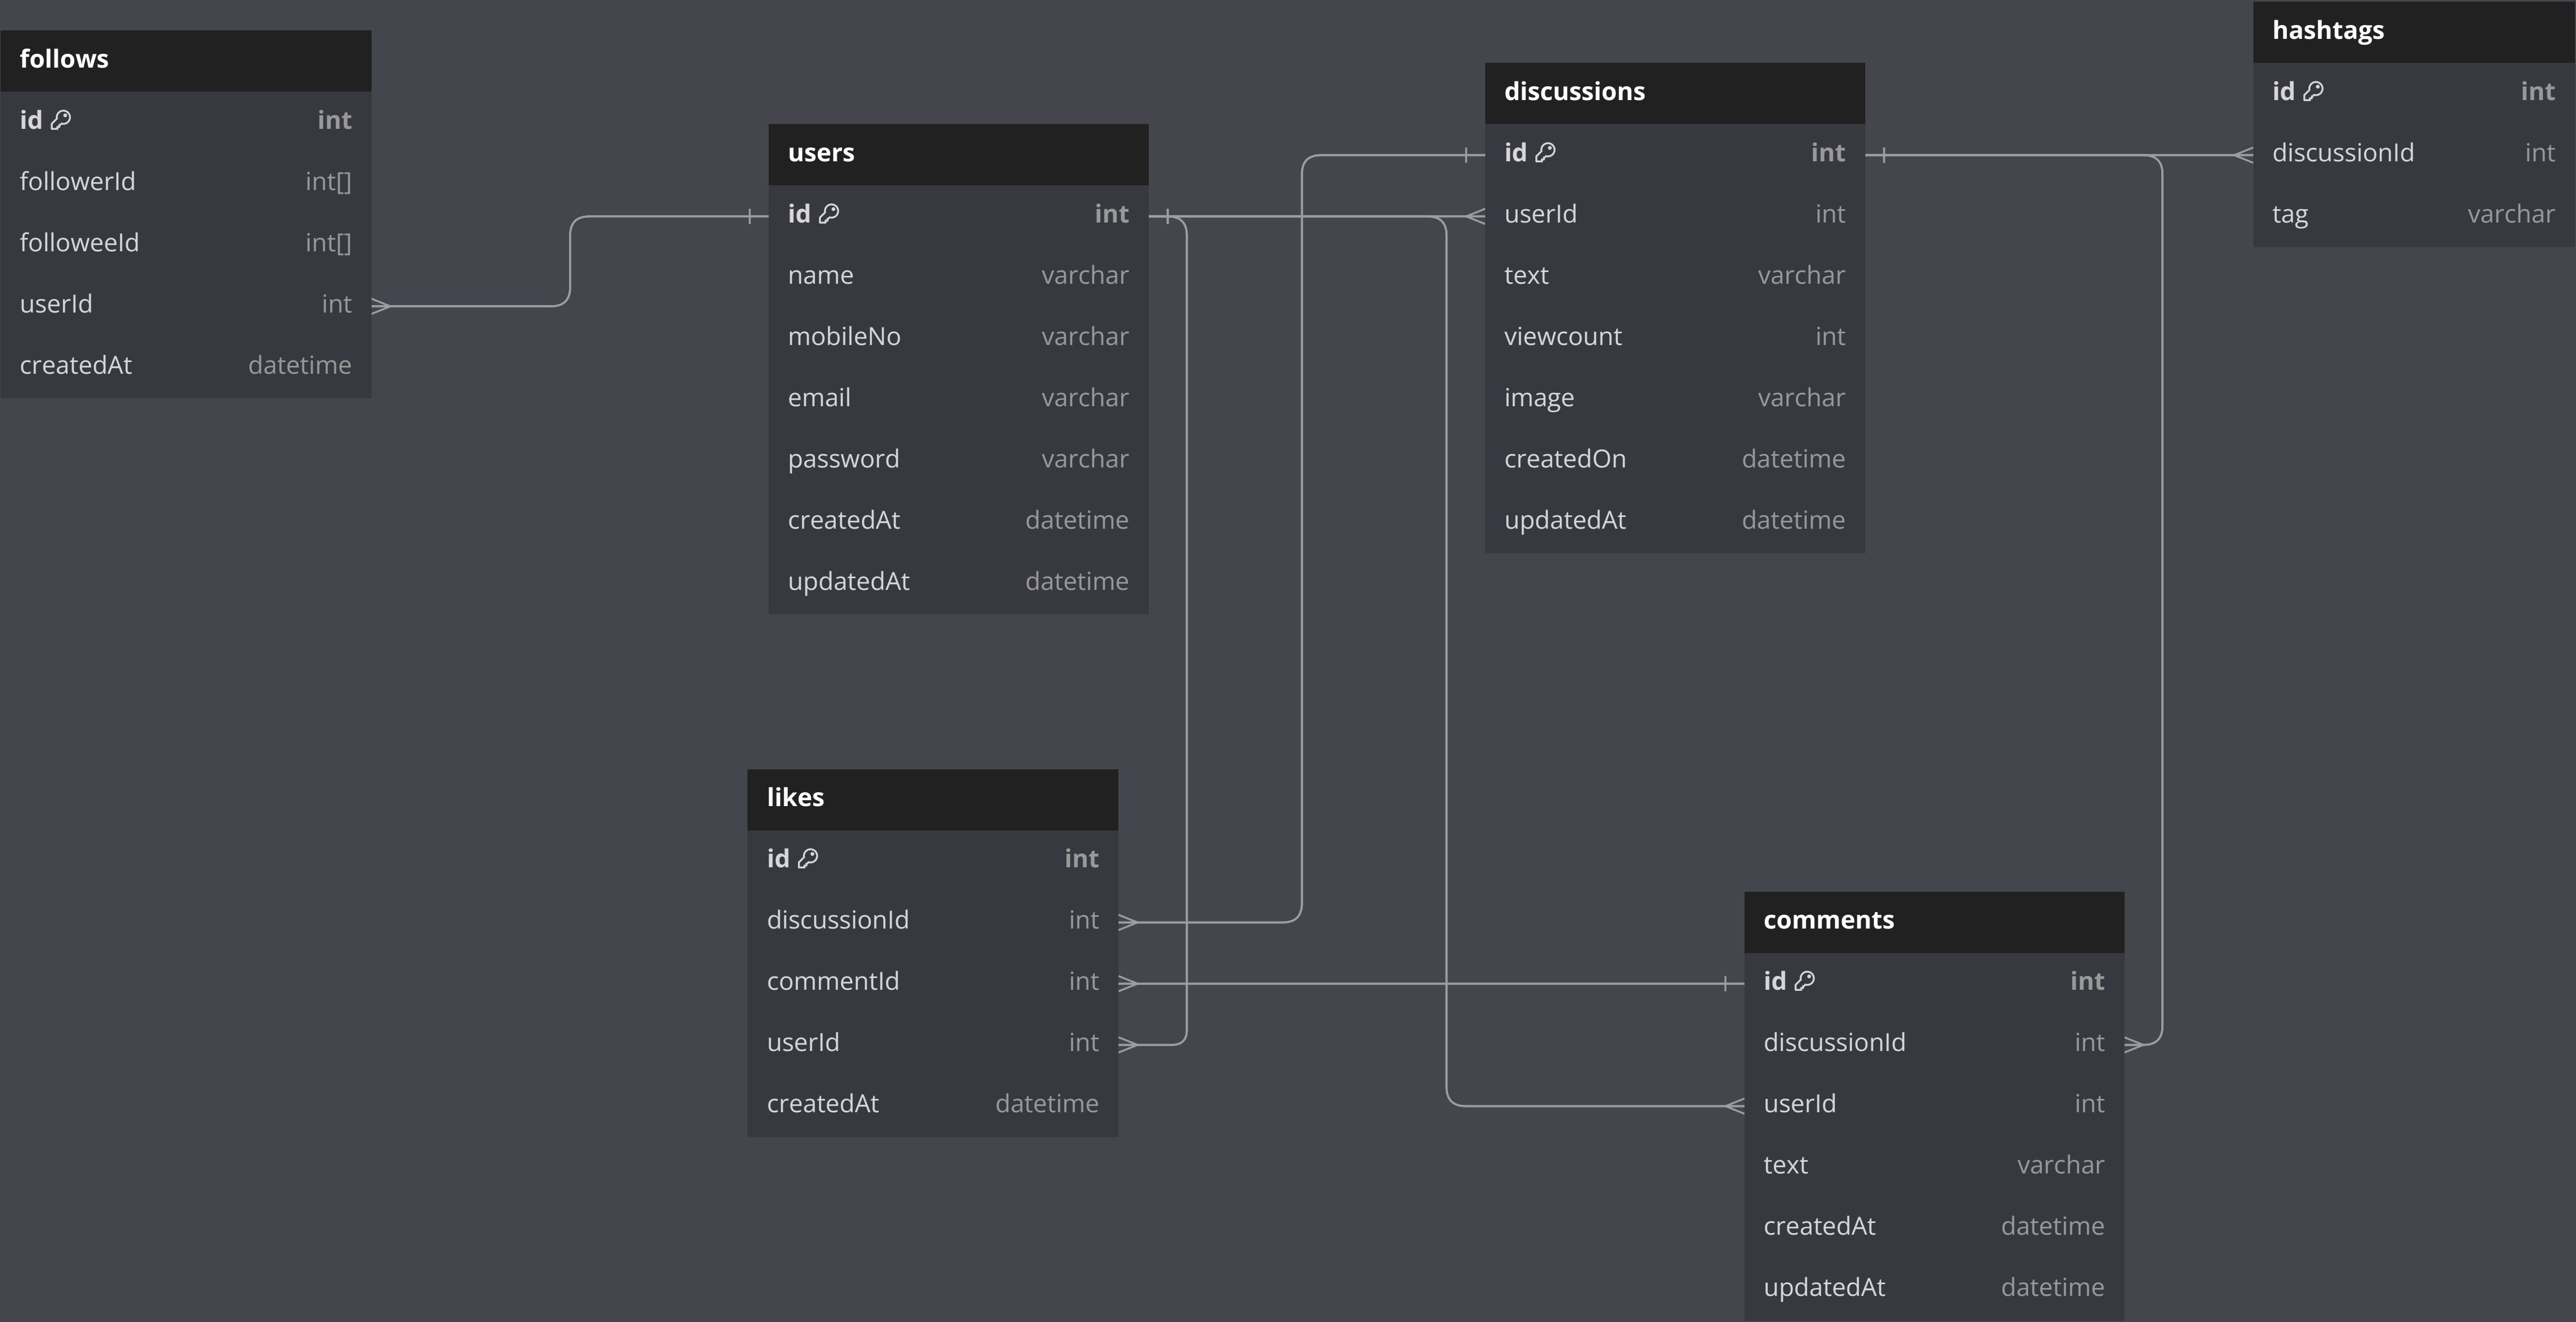 follows
id int
followerId int[]
followeeId int[]
userId int
createdAt datetime
users
id int
name varchar
mobileNo varchar
email varchar
password varchar
createdAt datetime
updatedAt datetime
discussions
id int
userId int
text varchar
viewcount int
image varchar
createdOn datetime
updatedAt datetime
hashtags
id int
discussionId int
tag varchar
likes
id int
discussionId int
commentId int
userId int
createdAt datetime
comments
id int
discussionId int
userId int
text varchar
createdAt datetime
updatedAt datetime